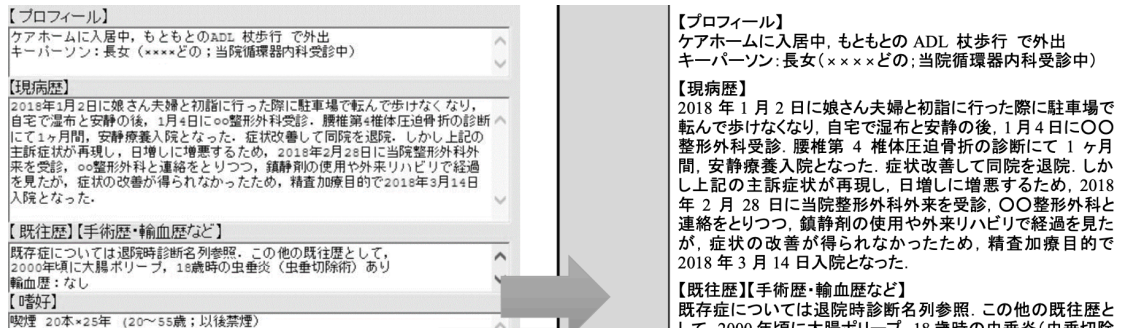 【プロフィール】
ケアホームに入居中，もともとのADL 杖歩行 で外出
キーパーソン：長女（××××どの；当院循環器内科受診中）
【現病歴】
2018年1月2日に娘さん夫婦と初詣に行った際に駐車場で転んで歩けなくなり，
自宅で湿布と安静の後，1月4日に○○整形外科受診．腰椎第4椎体圧迫骨折の診断
にて1ヶ月間，安静療養入院となった．症状改善して同院を退院．しかし上記の
主訴症状が再現し，日増しに増悪するため，2018年2月28日に当院整形外科外
来を受診，○○整形外科と連絡をとりつつ，鎮静剤の使用や外来リハビリで経過
を見たが，症状の改善が得られなかったため，精査加療目的で2018年3月14日
入院となった．
【既往歴】【手術歴・輸血歴など】
既存症については退院時診断名列参照．この他の既往歴として，
2000年頃に大腸ポリープ，18歳時の虫垂炎（虫垂切除術）あり
輸血歴：なし
【嗜好】
喫煙 20本×25年 （20～55歳；以後禁煙）
【プロフィール】
ケアホームに入居中，もともとの ADL 杖歩行 で外出
キーパーソン：長女（××××どの；当院循環器内科受診中）
【現病歴】
2018 年 1 月 2 日に娘さん夫婦と初詣に行った際に駐車場で
転んで歩けなくなり，自宅で湿布と安静の後，1 月 4 日に○○
整形外科受診．腰椎第 4 椎体圧迫骨折の診断にて 1 ヶ月
間，安静療養入院となった．症状改善して同院を退院．しか
し上記の主訴症状が再現し，日増しに増悪するため，2018
年 2 月 28 日に当院整形外科外来を受診，○○整形外科と
連絡をとりつつ，鎮静剤の使用や外来リハビリで経過を見た
が，症状の改善が得られなかったため，精査加療目的で
2018 年 3 月 14 日入院となった．
【既往歴】【手術歴・輸血歴など】
既存症については退院時診断名列参照．この他の既往歴と
して，2000 年頃に大腸ポリープ，18 歳時の虫垂炎（虫垂切除